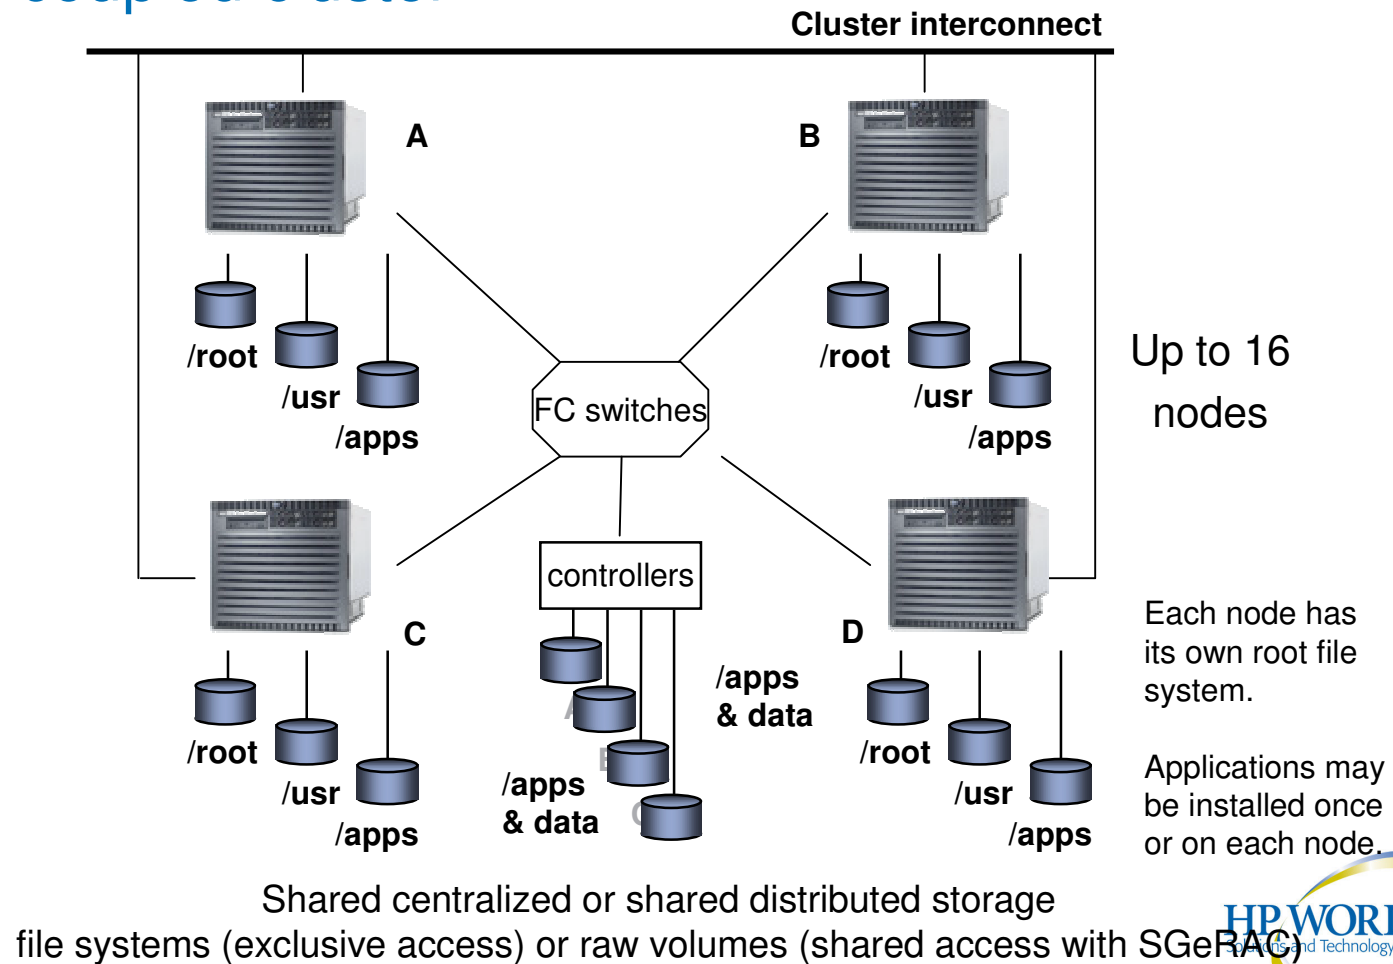 Cluster interconnect
A
B
/root
/usr
/apps
/root
/usr
/apps
Up to 16
nodes
FC switches
controllers
C
D
/root
/usr
/apps
/apps
& data
/apps
& data
/root
/usr
/apps
Each node has
its own root file
system.
Applications may
be installed once
or on each node.
Shared centralized or shared distributed storage
file systems (exclusive access) or raw volumes (shared access with SGeRAC)
and Technology